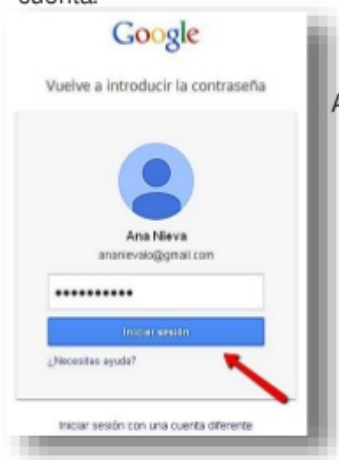 cuenta.
Google
Vuelve a introducir la contraseña
A
Ana Nieva
ananievalo@gmail.com
••••••••••
Iniciar sesión
¿Necesitas ayuda?
Iniciar sesión con una cuenta diferente